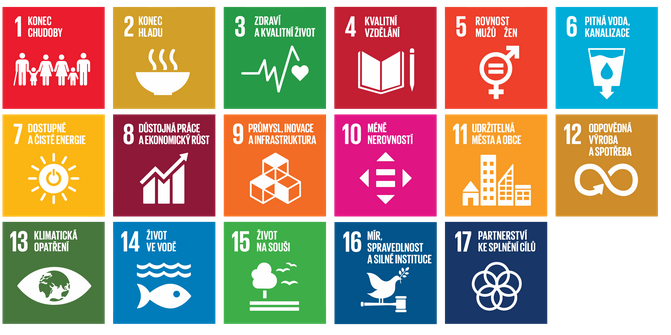 1 KONEC
CHUDOBY
2 KONEC
HLADU
3 ZDRAVÍ
A KVALITNÍ ŽIVOT
4 KVALITNÍ
VZDĚLÁNÍ
5 ROVNOST
MUŽŮ ŽEN
6 PITNÁ VODA,
KANALIZACE
7 DOSTUPNÉ
A ČISTÉ ENERGIE
8 DŮSTOJNÁ PRÁCE
A EKONOMICKÝ RŮST
9 PRŮMYSL, INOVACE
A INFRASTRUKTURA
10 MÉNĚ
NEROVNOSTÍ
11 UDRŽITELNÁ
MĚSTA A OBCE
12 ODPOVĚDNÁ
VÝROBA
A SPOTŘEBA
13 KLIMATICKÁ
OPATŘENÍ
14 ŽIVOT
VE VODĚ
15 ŽIVOT
NA SOUŠI
16 MÍR,
SPRAVEDLNOST
A SILNÉ INSTITUCE
17 PARTNERSTVÍ
KE SPLNĚNÍ CÍLŮ